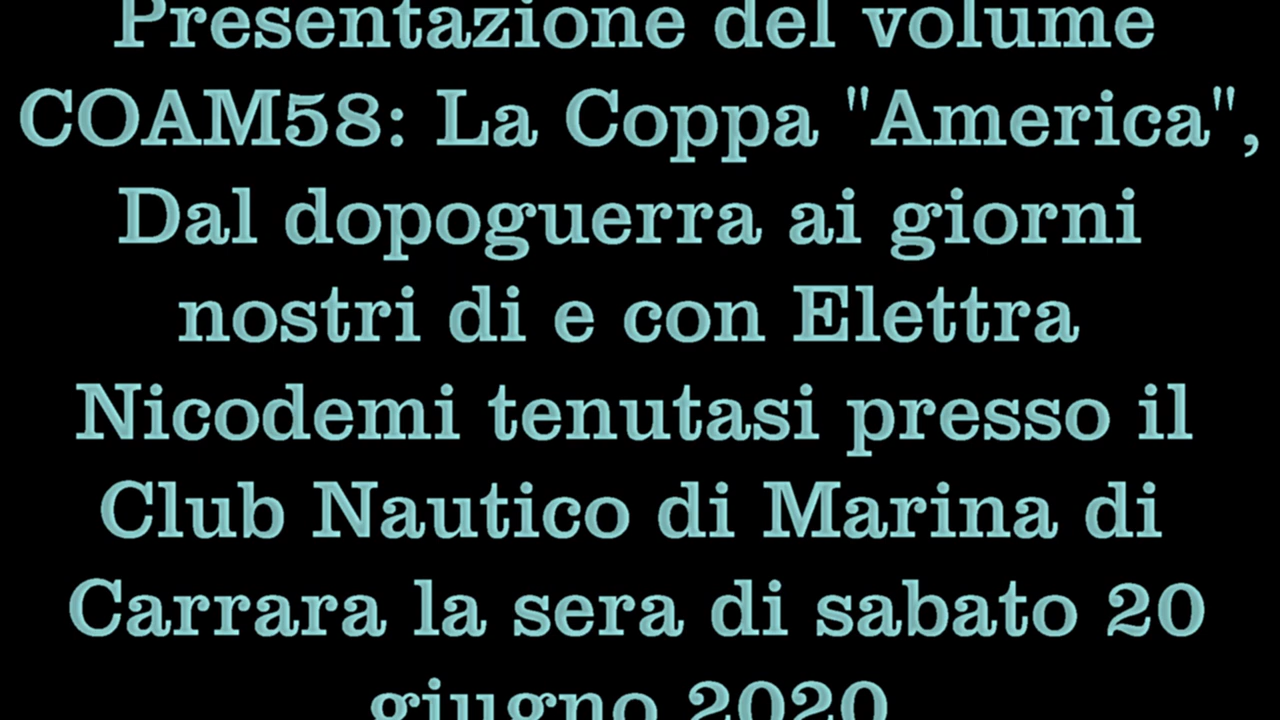 Presentazione del volume
COAM58: La Coppa "America",
Dal dopoguerra ai giorni
nostri di e con Elettra
Nicodemi tenutasi presso il
Club Nautico di Marina di
Carrara la sera di sabato 20
giugno 2020